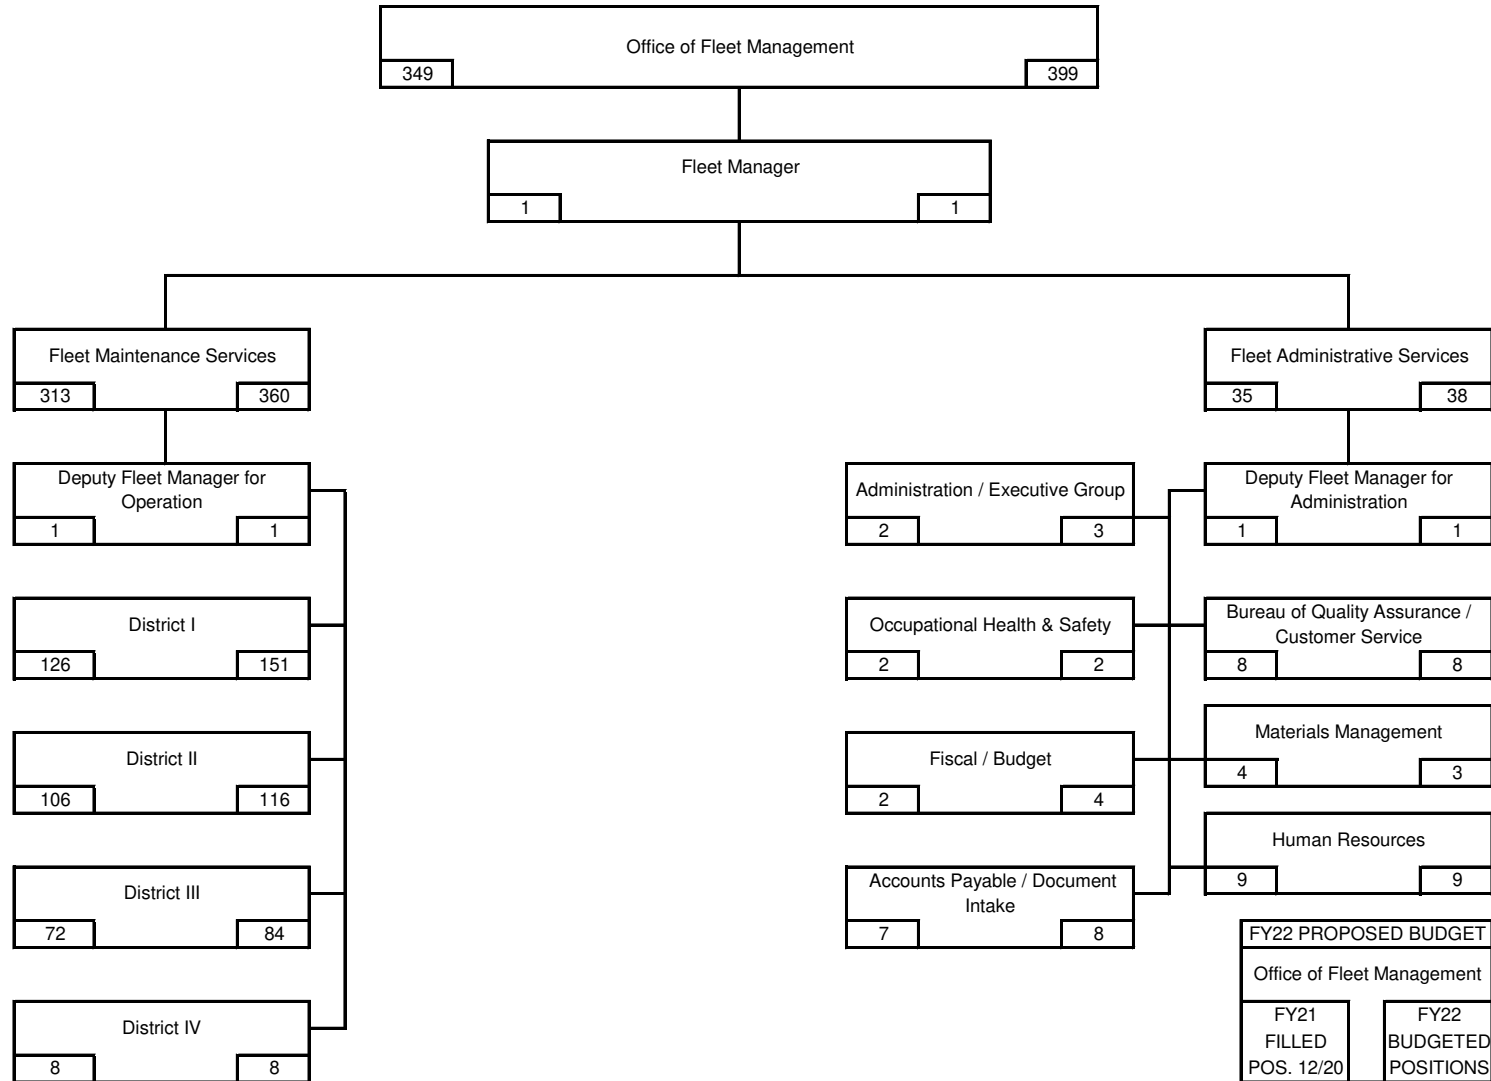 Office of Fleet Management
349 399
Fleet Manager
1 1
Fleet Maintenance Services
313 360
Fleet Administrative Services
35 38
Deputy Fleet Manager for
Operation
1 1
Administration / Executive Group
2 3
Deputy Fleet Manager for
Administration
1 1
District I
126 151
Occupational Health & Safety
2 2
Bureau of Quality Assurance /
Customer Service
8 8
District II
106 116
Fiscal / Budget
2 4
Materials Management
4 3
District III
72 84
Accounts Payable / Document
Intake
7 8
Human Resources
9 9
District IV
8 8
FY22 PROPOSED BUDGET
Office of Fleet Management
FY21
FILLED
POS. 12/20
FY22
BUDGETED
POSITIONS